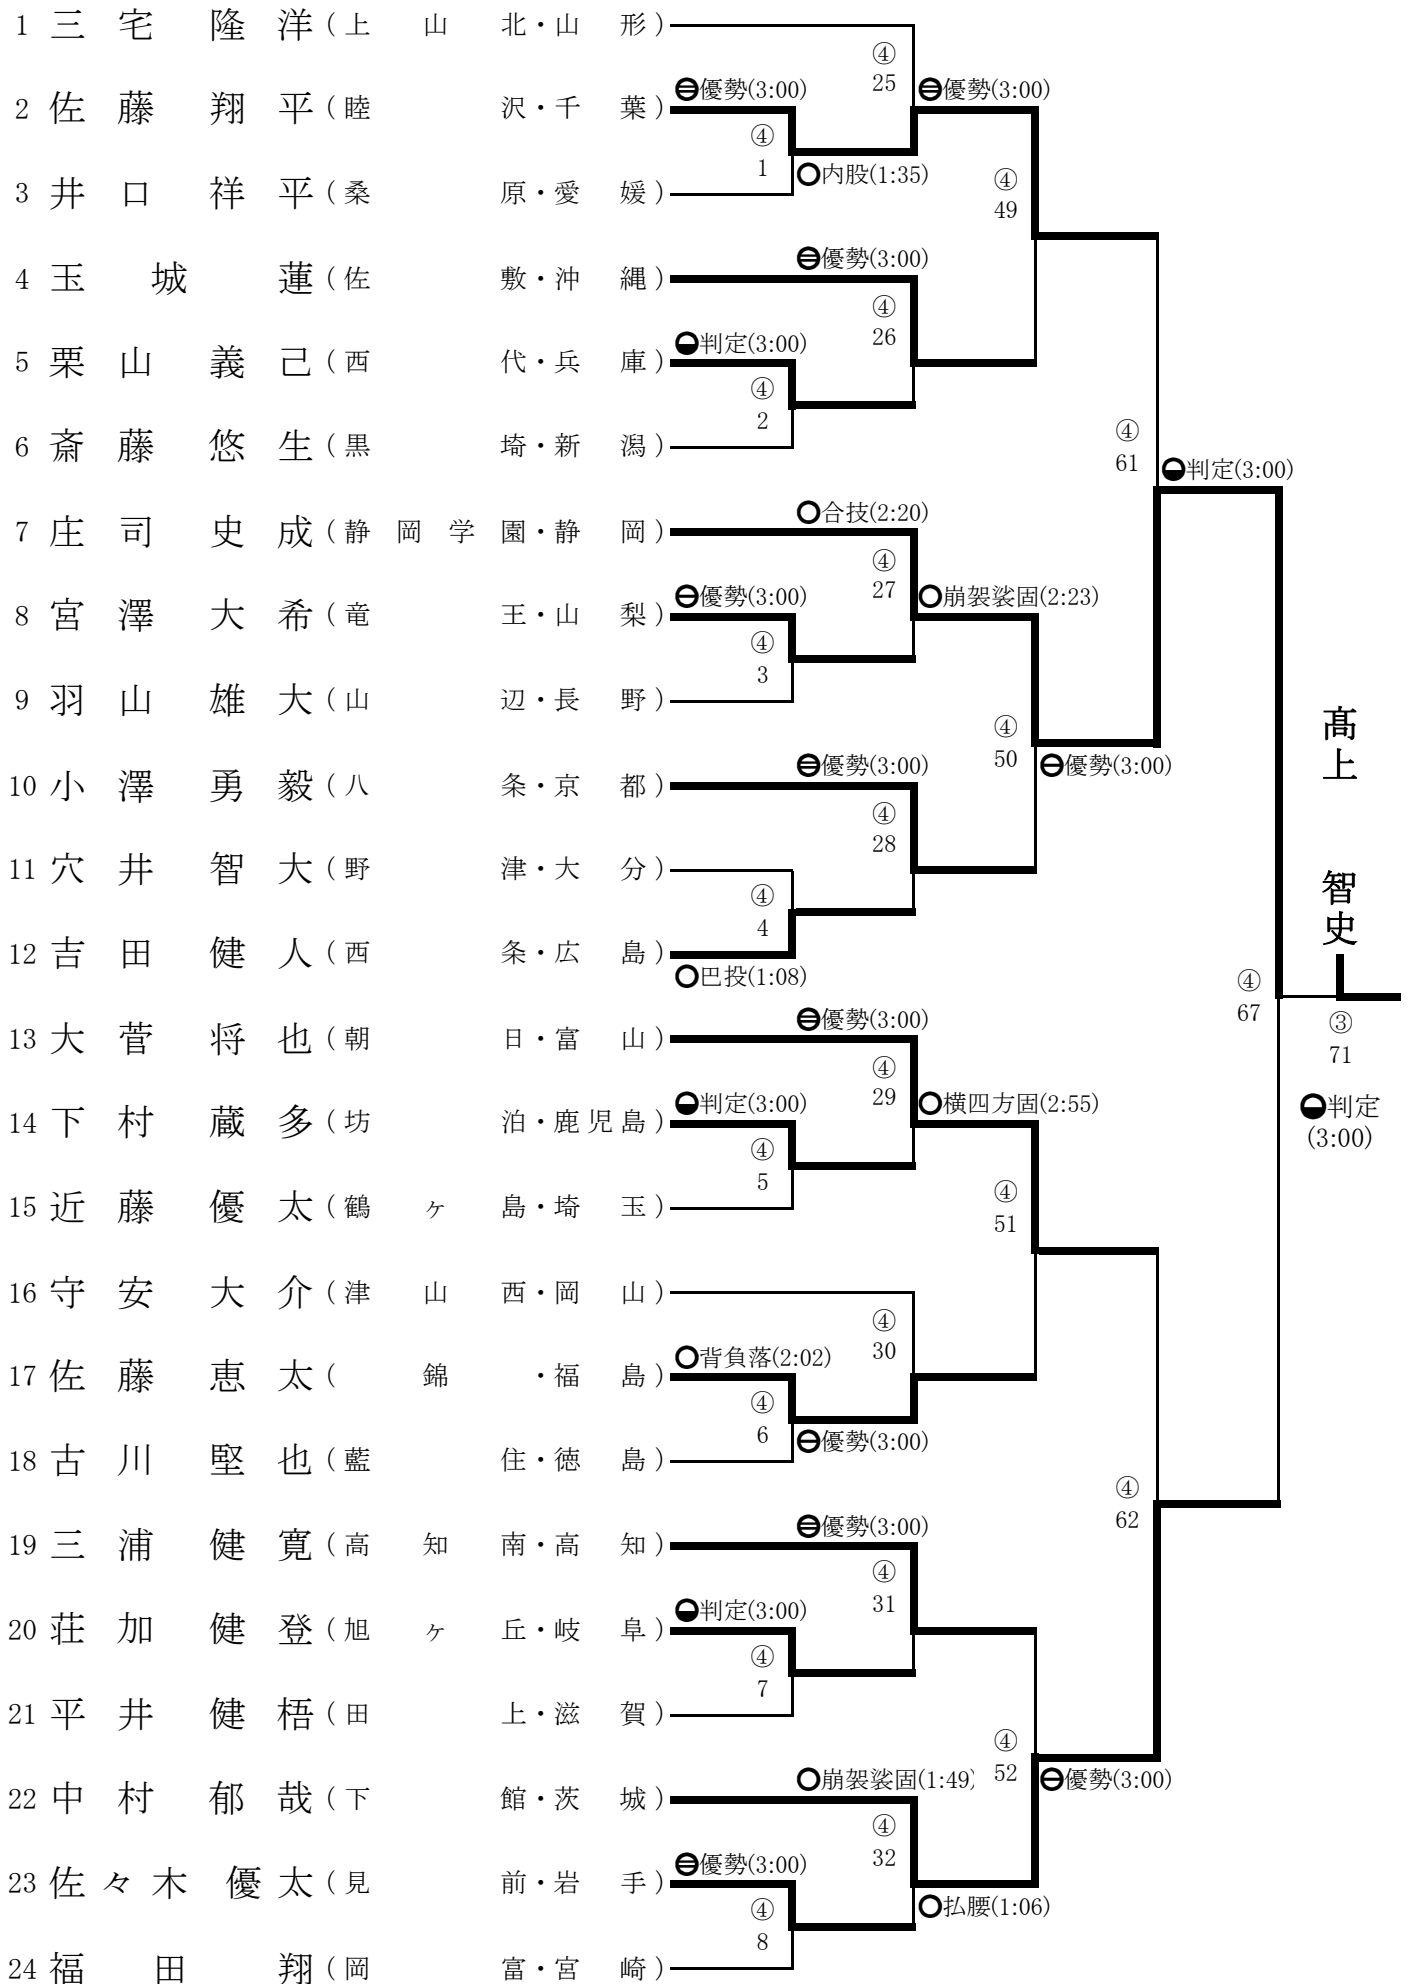 1 三宅隆洋(上山北・山形)
④
25
⊖優勢(3:00) ⊖優勢(3:00)
2 佐藤翔平(睦沢・千葉)
④
1
○内股(1:35)
④
49
3 井口祥平(桑原・愛媛)
⊖優勢(3:00)
4 玉城蓮(佐敷・沖縄)
④
26
◒判定(3:00)
5 栗山義己(西代・兵庫)
④
2
④
61
6 斎藤悠生(黒埼・新潟)
◒判定(3:00)
○合技(2:20)
7 庄司史成(静岡学園・静岡)
④
27
⊖優勢(3:00) ○崩袈裟固(2:23)
8 宮澤大希(竜王・山梨)
④
3
9 羽山雄大(山辺・長野)
④
50
⊖優勢(3:00) ⊖優勢(3:00)
10 小澤勇毅(八条・京都)
④
28
11 穴井智大(野津・大分)
④
4
12 吉田健人(西条・広島)
○巴投(1:08)
髙上智史
④
67
③
71
◒判定
(3:00)
⊖優勢(3:00)
13 大菅将也(朝日・富山)
④
29
◒判定(3:00) ○横四方固(2:55)
14 下村蔵多(坊泊・鹿児島)
④
5
④
51
15 近藤優太(鶴ヶ島・埼玉)
16 守安大介(津山西・岡山)
④
30
○背負落(2:02)
17 佐藤恵太(錦・福島)
④
6
⊖優勢(3:00)
18 古川堅也(藍住・徳島)
④
62
⊖優勢(3:00)
19 三浦健寛(高知南・高知)
④
31
◒判定(3:00)
20 荘加健登(旭ヶ丘・岐阜)
④
7
21 平井健梧(田上・滋賀)
④
52
○崩袈裟固(1:49) ⊖優勢(3:00)
22 中村郁哉(下館・茨城)
④
32
⊖優勢(3:00)
23 佐々木優太(見前・岩手)
○払腰(1:06)
④
8
24 福田翔(岡富・宮崎)